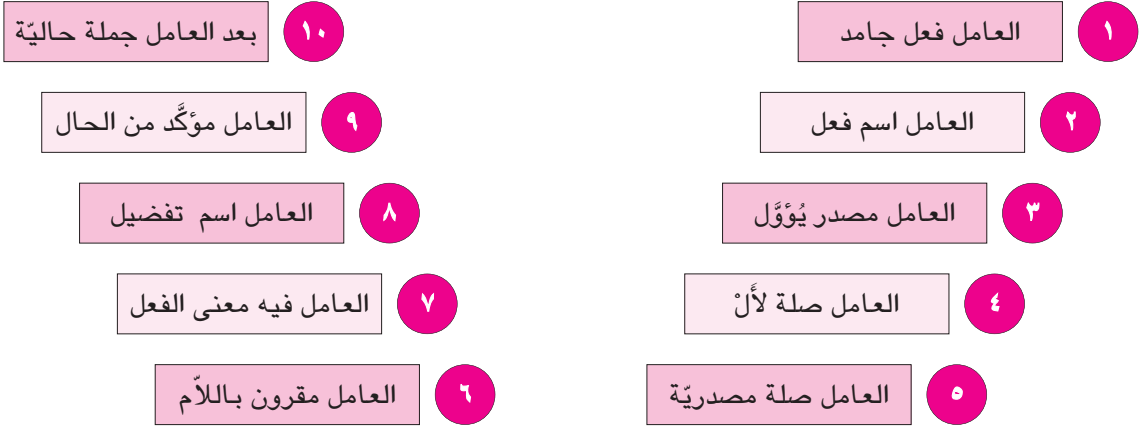 ١ العامل فعل جامد
٢ العامل اسم فعل
٣ العامل مصدر يُؤوَّل
٤ العامل صلة لأَلْ
٥ العامل صلة مصدريّة
٦ العامل مقرون باللاّم
٧ العامل فيه معنى الفعل
٨ العامل اسم تفضيل
٩ العامل مؤكَّد من الحال
١٠ بعد العامل جملة حاليّة